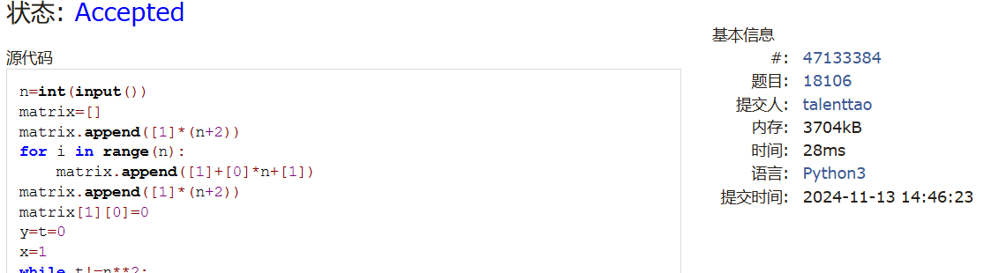 状态: Accepted
源代码
n=int(input())
matrix=[]
matrix.append([1]*(n+2))
for i in range(n):
    matrix.append([1]+[0]*n+[1])
matrix.append([1]*(n+2))
matrix[1][0]=0
y=t=0
x=1
while t!=n**2:
基本信息
#: 47133384
题目: 18106
提交人: talenttao
内存: 3704kB
时间: 28ms
语言: Python3
提交时间: 2024-11-13 14:46:23